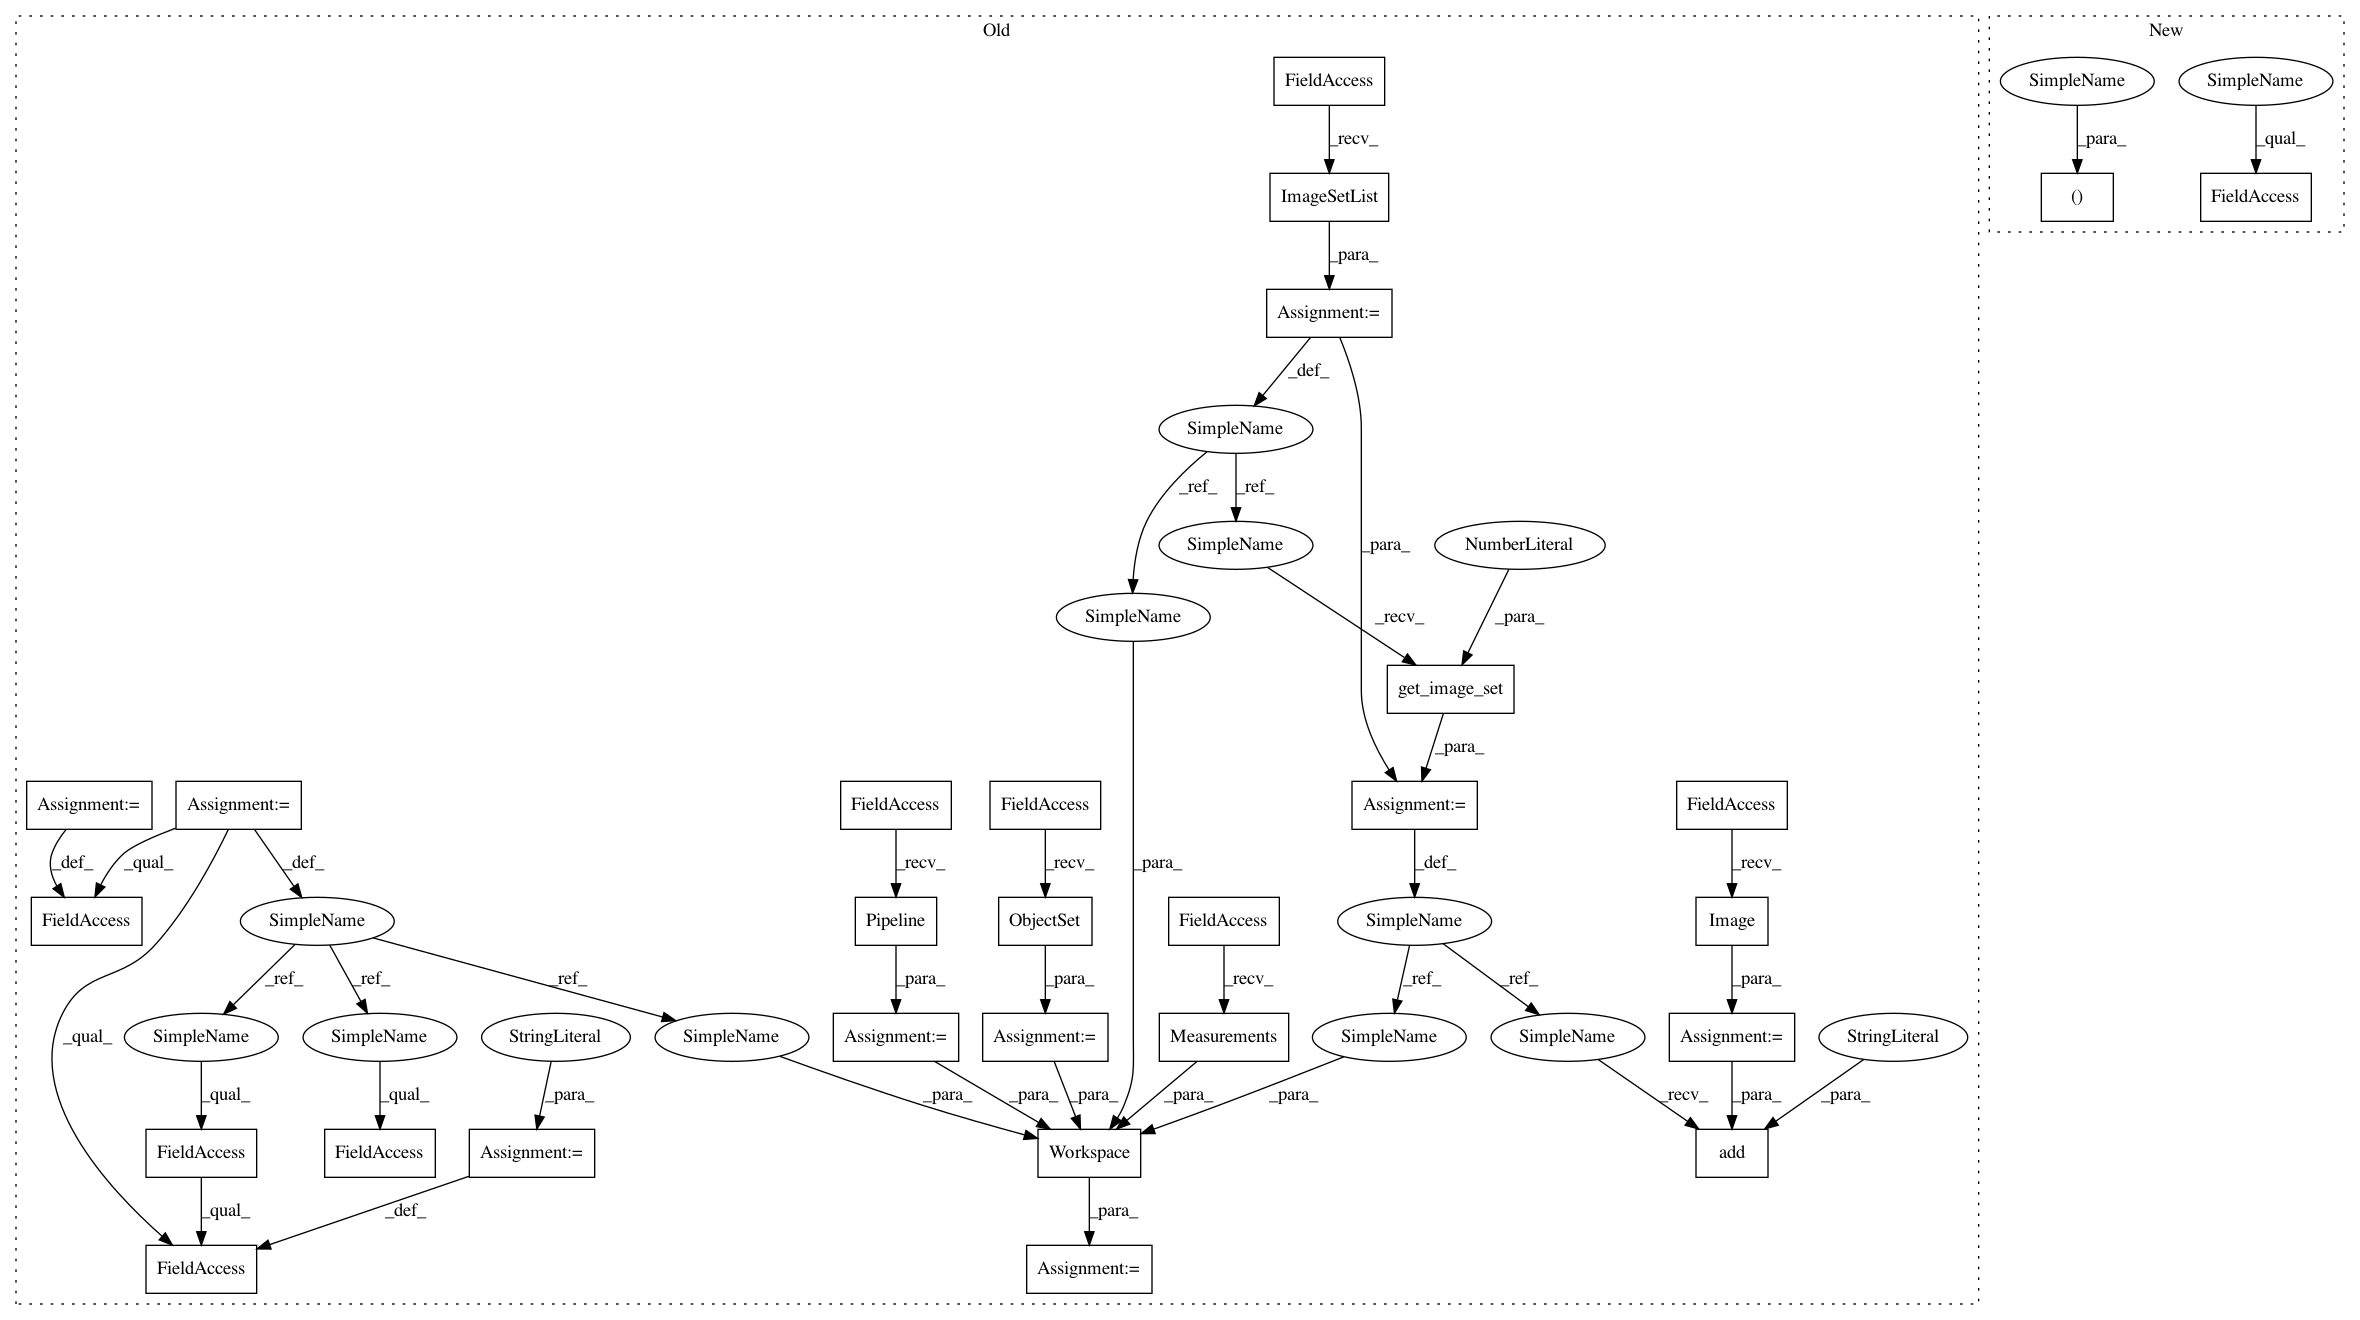 Old
New
FieldAccess
SimpleName
SimpleName
_recv_
_para_
_qual_
ImageSetList
()
FieldAccess
_para_
Assignment:=
_def_
SimpleName
_ref_
_ref_
SimpleName
_para_
NumberLiteral
SimpleName
_recv_
_para_
get_image_set
_para_
Assignment:=
Assignment:=
FieldAccess
FieldAccess
Assignment:=
FieldAccess
_def_
_qual_
_def_
_recv_
_recv_
_para_
_def_
_recv_
FieldAccess
SimpleName
Pipeline
ObjectSet
FieldAccess
SimpleName
Image
_ref_
_ref_
_ref_
_para_
_para_
_recv_
_ref_
_ref_
_para_
_qual_
SimpleName
SimpleName
StringLiteral
SimpleName
Assignment:=
Assignment:=
Measurements
SimpleName
SimpleName
Assignment:=
StringLiteral
_qual_
_qual_
_para_
_para_
_para_
_para_
_para_
_para_
_recv_
_para_
_para_
FieldAccess
FieldAccess
Assignment:=
Workspace
add
_qual_
_def_
_para_
FieldAccess
Assignment:=